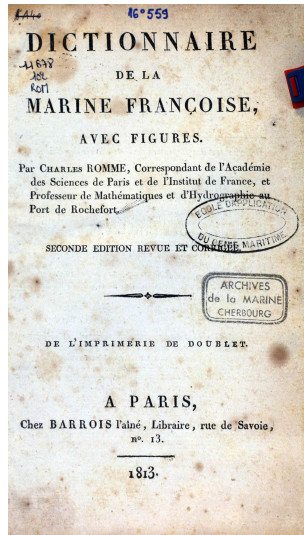 16° 559
DICTIONNAIRE
DE LA
MARINE FRANÇOISE,
AVEC FIGURES.
Par CHARLES ROMME, Correspondant de l'Académie
des Sciences de Paris et de l'Institut de France, et
Professeur de Mathématiques et d'Hydrographie au
Port de Rochefort.
ECOLE D'APPLICATION
DU GENIE MARITIME
SECONDE EDITION REVUE ET CORRIGÉE.
ARCHIVES
de la MARINE
CHERBOURG
DE L'IMPRIMERIE DE DOUBLET.
A PARIS,
Chez BARROIS l'aîné, Libraire, rue de Savoie,
nº. 13.
1813.